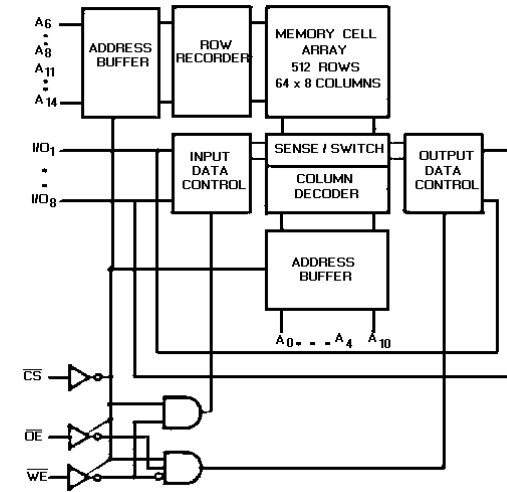 A6
A8
A11
A14
ADDRESS
BUFFER
ROW
RECORDER
MEMORY CELL
ARRAY
512 ROWS
64 x 8 COLUMNS
I/O1
I/O8
INPUT
DATA
CONTROL
SENSE / SWITCH
COLUMN
DECODER
OUTPUT
DATA
CONTROL
ADDRESS
BUFFER
A0 A4 A10
CS
OE
WE